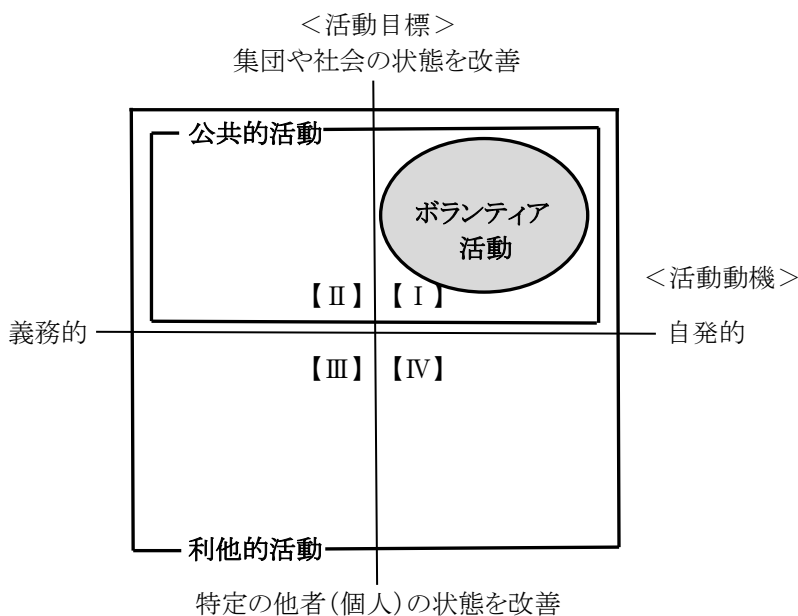 ＜活動目標＞
集団や社会の状態を改善
公共的活動
ボランティア
活動
＜活動動機＞
【Ⅱ】【Ⅰ】
義務的
自発的
【Ⅲ】【Ⅳ】
利他的活動
特定の他者（個人）の状態を改善